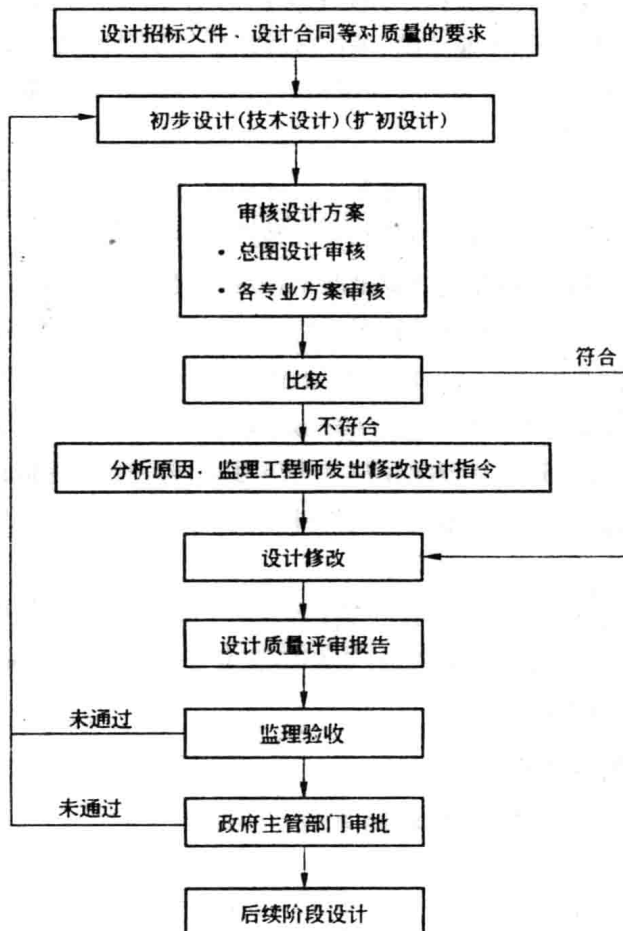 设计招标文件、设计合同等对质量的要求
初步设计(技术设计)(扩初设计)
审核设计方案
• 总图设计审核
• 各专业方案审核
符合
比较
不符合
分析原因、监理工程师发出修改设计指令
设计修改
设计质量评审报告
未通过
监理验收
未通过
政府主管部门审批
后续阶段设计